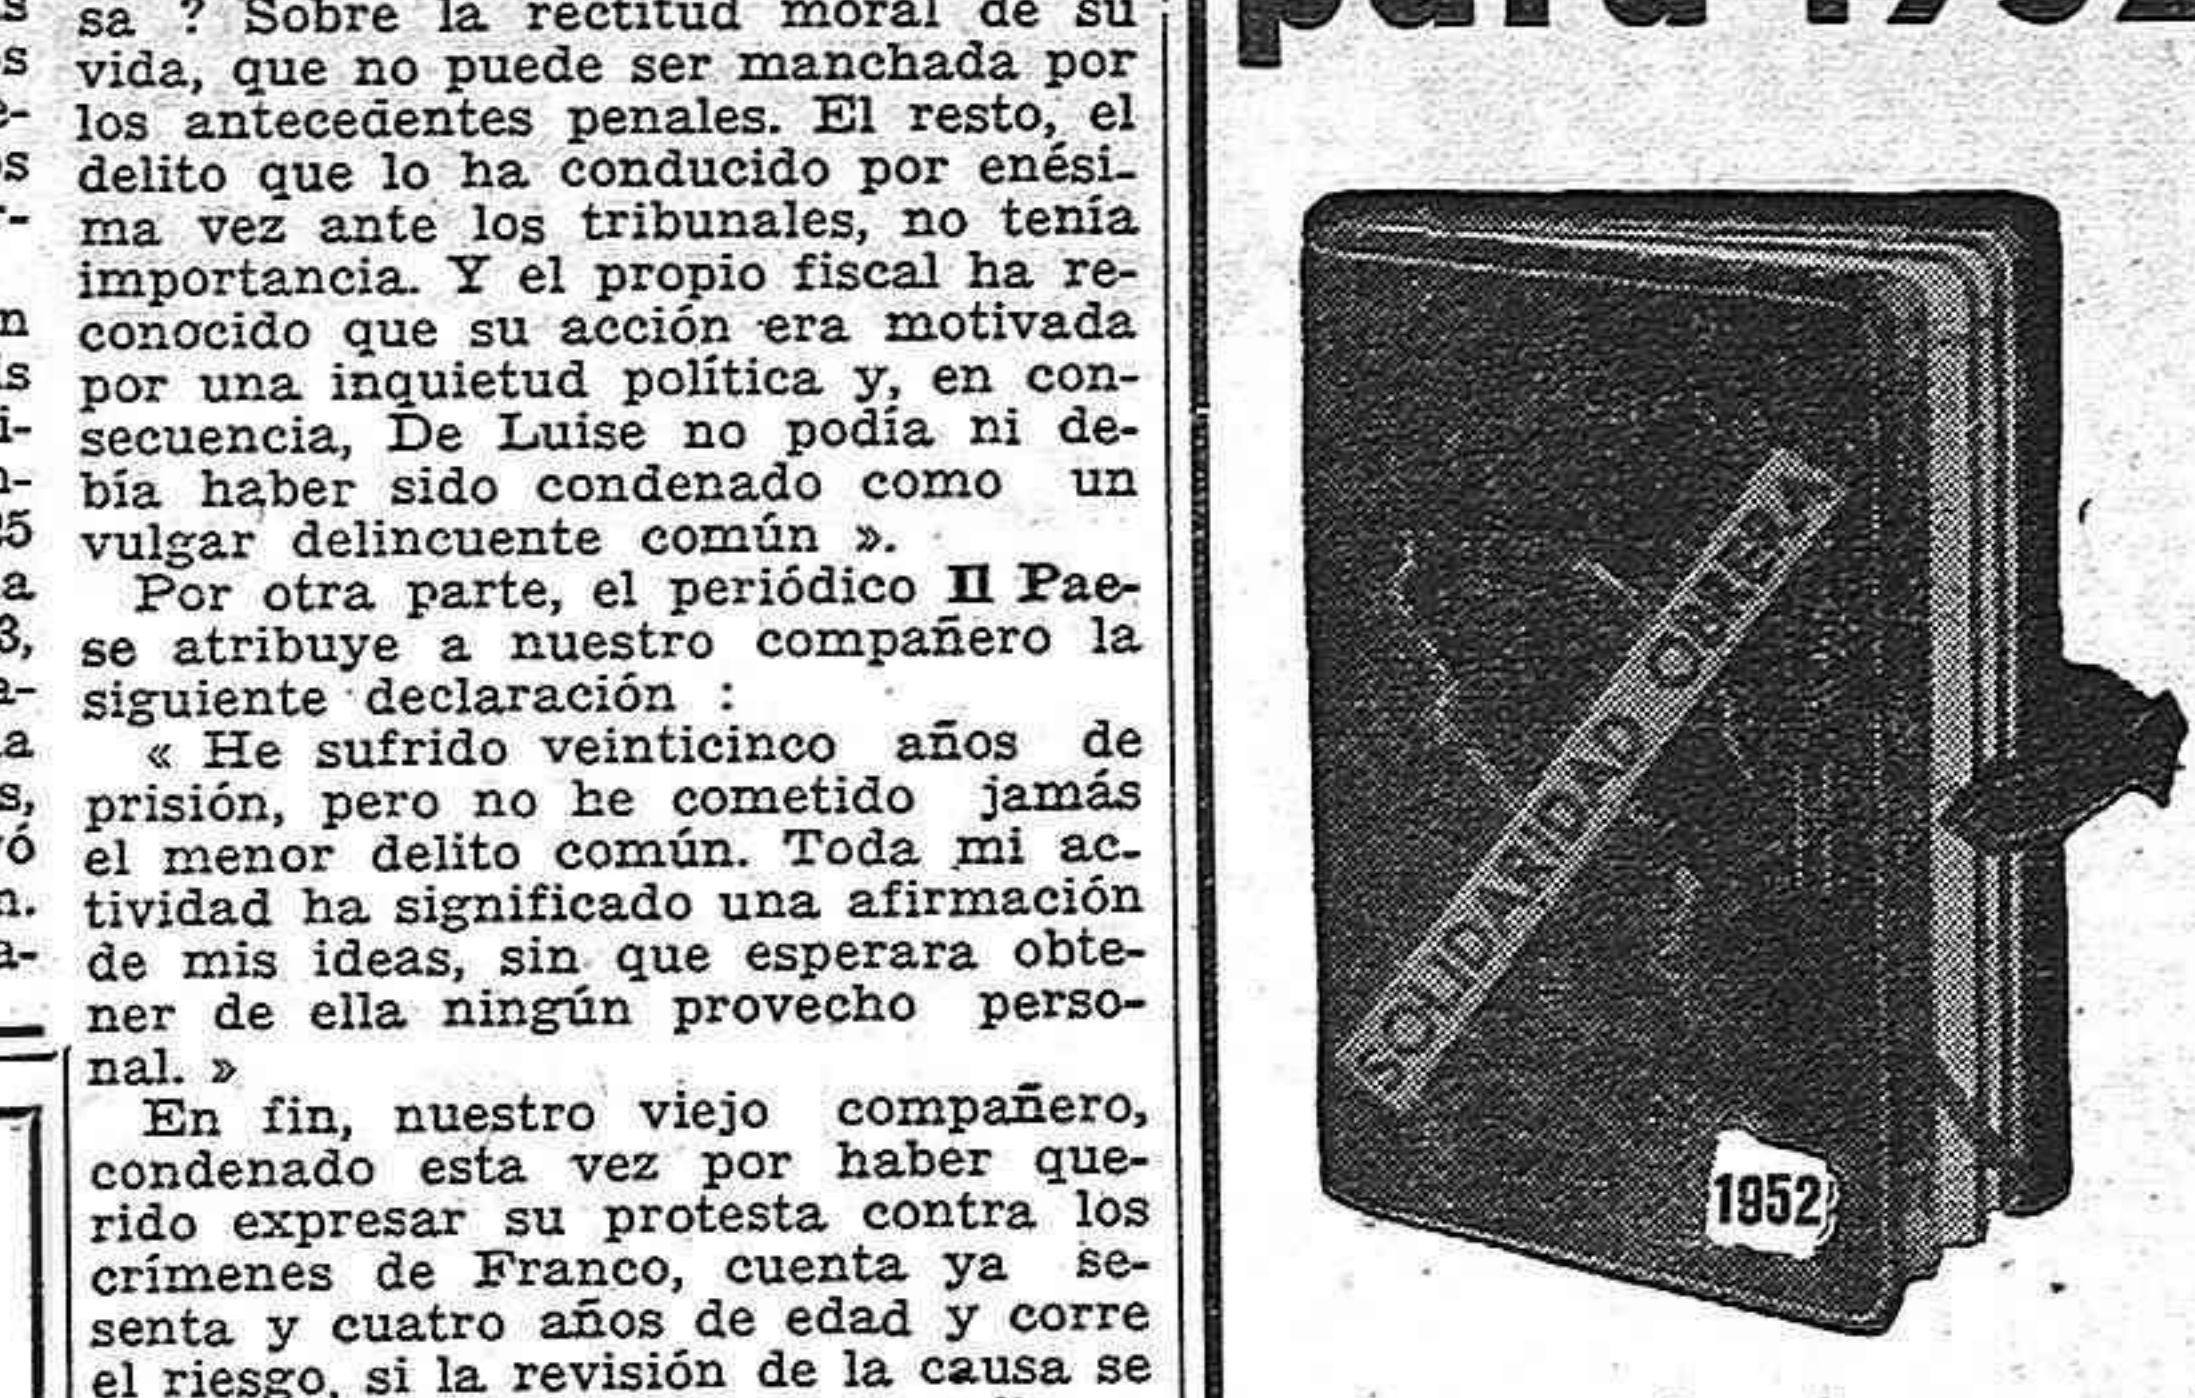 s
s
e-
os
r-
n
is
i-
n-
25
a
3,
a-
a
s,
ó
n.
a-
sa ? Sobre la rectitud moral de su
vida, que no puede ser manchada por
los antecedentes penales. El resto, el
delito que lo ha conducido por enési-
ma vez ante los tribunales, no tenía
importancia. Y el propio fiscal ha re-
conocido que su acción era motivada
por una inquietud política y, en con-
secuencia, De Luise no podía ni de-
bía haber sido condenado como un
vulgar delincuente común ».
Por otra parte, el periódico Il Pae-
se atribuye a nuestro compañero la
siguiente declaración :
« He sufrido veinticinco años de
prisión, pero no he cometido jamás
el menor delito común. Toda mi ac-
tividad ha significado una afirmación
de mis ideas, sin que esperara obte-
ner de ella ningún provecho perso-
nal. »
En fin, nuestro viejo compañero,
condenado esta vez por haber que-
rido expresar su protesta contra los
crímenes de Franco, cuenta ya se-
senta y cuatro años de edad y corre
el riesgo, si la revisión de la causa se
para 1952
SOLIDARIDAD OBRERA
1952